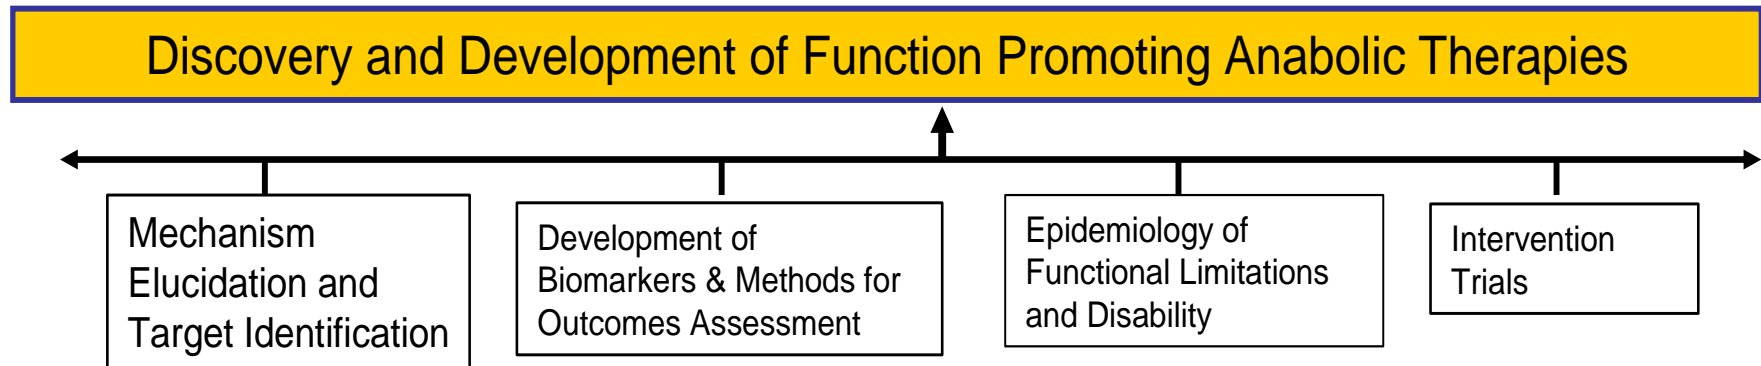 Discovery and Development of Function Promoting Anabolic Therapies
Mechanism
Elucidation and
Target Identification
Development of
Biomarkers & Methods for
Outcomes Assessment
Epidemiology of
Functional Limitations
and Disability
Intervention
Trials